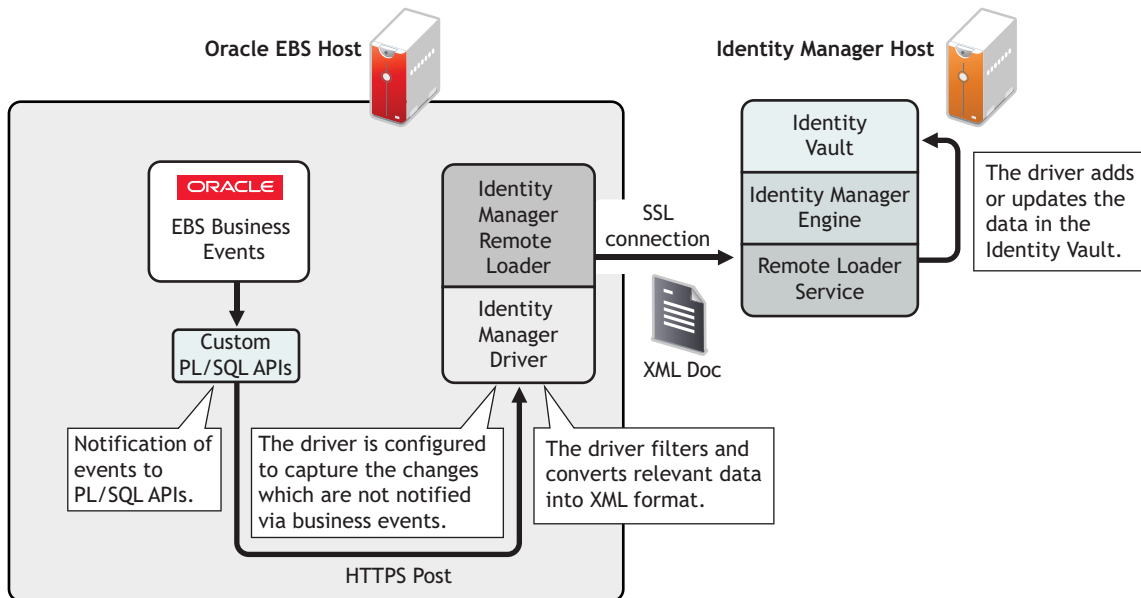 Oracle EBS Host
Identity Manager Host
ORACLE
EBS Business
Events
Custom
PL/SQL APIs
Notification of
events to
PL/SQL APIs.
Identity
Manager
Remote
Loader
Identity
Manager
Driver
The driver is configured
to capture the changes
which are not notified
via business events.
The driver filters and
converts relevant data
into XML format.
HTTPS Post
SSL
connection
XML Doc
Identity
Vault
Identity Manager
Engine
Remote Loader
Service
The driver adds
or updates the
data in the
Identity Vault.